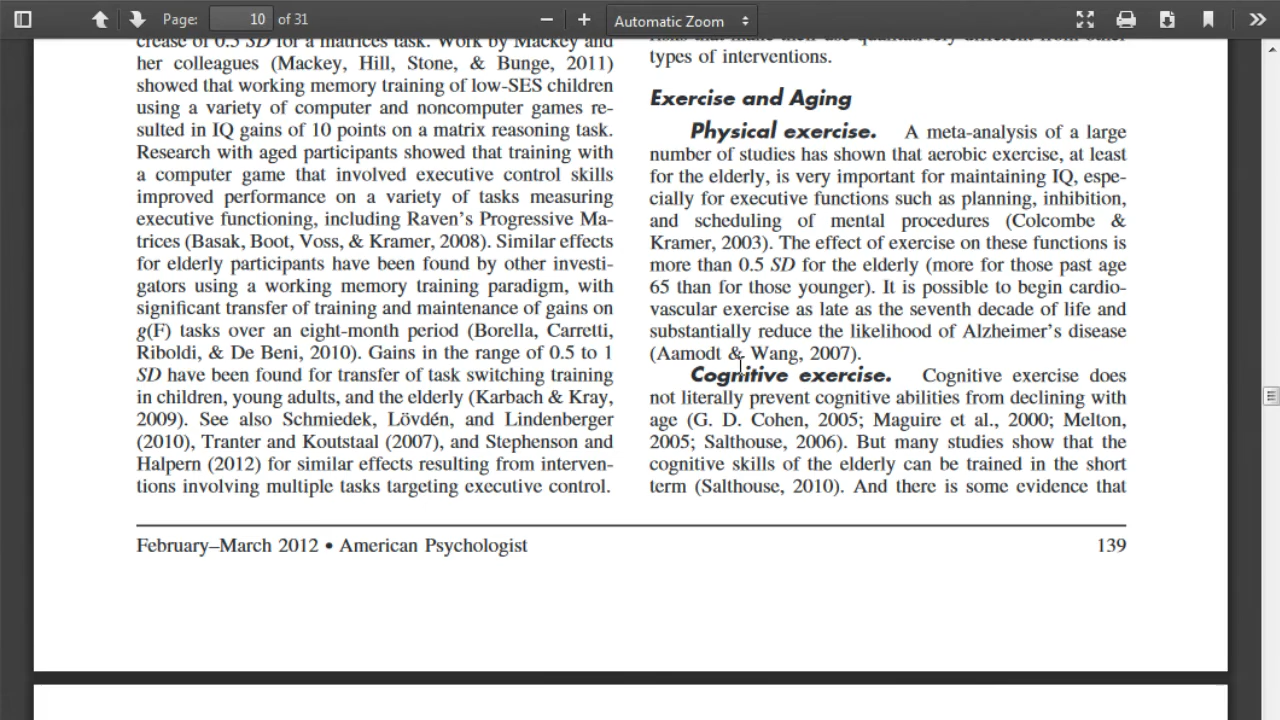 Page: 10 of 31 Automatic Zoom
crease of 0.5 SD for a matrices task. Work by Mackey and
her colleagues (Mackey, Hill, Stone, & Bunge, 2011)
showed that working memory training of low-SES children
using a variety of computer and noncomputer games re-
sulted in IQ gains of 10 points on a matrix reasoning task.
Research with aged participants showed that training with
a computer game that involved executive control skills
improved performance on a variety of tasks measuring
executive functioning, including Raven's Progressive Ma-
trices (Basak, Boot, Voss, & Kramer, 2008). Similar effects
for elderly participants have been found by other investi-
gators using a working memory training paradigm, with
significant transfer of training and maintenance of gains on
g(F) tasks over an eight-month period (Borella, Carretti,
Riboldi, & De Beni, 2010). Gains in the range of 0.5 to 1
SD have been found for transfer of task switching training
in children, young adults, and the elderly (Karbach & Kray,
2009). See also Schmiedek, Lövdén, and Lindenberger
(2010), Tranter and Koutstaal (2007), and Stephenson and
Halpern (2012) for similar effects resulting from interven-
tions involving multiple tasks targeting executive control.
risks that make their use qualitatively different from other
types of interventions.
Exercise and Aging
Physical exercise. A meta-analysis of a large
number of studies has shown that aerobic exercise, at least
for the elderly, is very important for maintaining IQ, espe-
cially for executive functions such as planning, inhibition,
and scheduling of mental procedures (Colcombe &
Kramer, 2003). The effect of exercise on these functions is
more than 0.5 SD for the elderly (more for those past age
65 than for those younger). It is possible to begin cardio-
vascular exercise as late as the seventh decade of life and
substantially reduce the likelihood of Alzheimer's disease
(Aamodt & Wang, 2007).
Cognitive exercise. Cognitive exercise does
not literally prevent cognitive abilities from declining with
age (G. D. Cohen, 2005; Maguire et al., 2000; Melton,
2005; Salthouse, 2006). But many studies show that the
cognitive skills of the elderly can be trained in the short
term (Salthouse, 2010). And there is some evidence that
February–March 2012 • American Psychologist 139